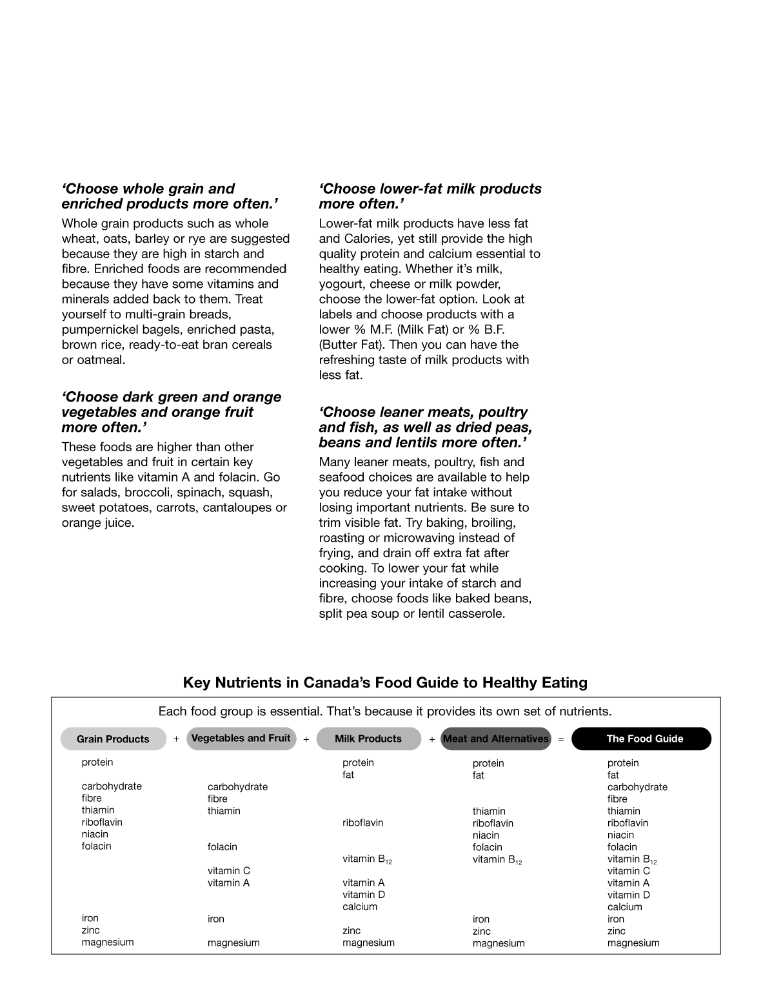 ‘Choose whole grain and
enriched products more often.’
Whole grain products such as whole
wheat, oats, barley or rye are suggested
because they are high in starch and
fibre. Enriched foods are recommended
because they have some vitamins and
minerals added back to them. Treat
yourself to multi-grain breads,
pumpernickel bagels, enriched pasta,
brown rice, ready-to-eat bran cereals
or oatmeal.
‘Choose dark green and orange
vegetables and orange fruit
more often.’
These foods are higher than other
vegetables and fruit in certain key
nutrients like vitamin A and folacin. Go
for salads, broccoli, spinach, squash,
sweet potatoes, carrots, cantaloupes or
orange juice.
‘Choose lower-fat milk products
more often.’
Lower-fat milk products have less fat
and Calories, yet still provide the high
quality protein and calcium essential to
healthy eating. Whether it’s milk,
yogourt, cheese or milk powder,
choose the lower-fat option. Look at
labels and choose products with a
lower % M.F. (Milk Fat) or % B.F.
(Butter Fat). Then you can have the
refreshing taste of milk products with
less fat.
‘Choose leaner meats, poultry
and fish, as well as dried peas,
beans and lentils more often.’
Many leaner meats, poultry, fish and
seafood choices are available to help
you reduce your fat intake without
losing important nutrients. Be sure to
trim visible fat. Try baking, broiling,
roasting or microwaving instead of
frying, and drain off extra fat after
cooking. To lower your fat while
increasing your intake of starch and
fibre, choose foods like baked beans,
split pea soup or lentil casserole.
Key Nutrients in Canada’s Food Guide to Healthy Eating
Each food group is essential. That’s because it provides its own set of nutrients.
Grain Products + Vegetables and Fruit + Milk Products + Meat and Alternatives = The Food Guide
protein protein protein protein
fat fat fat
carbohydrate carbohydrate carbohydrate
fibre fibre fibre
thiamin thiamin thiamin thiamin
riboflavin riboflavin riboflavin riboflavin
niacin niacin niacin
folacin folacin folacin folacin
vitamin B12 vitamin B12 vitamin B12
vitamin C vitamin C
vitamin A vitamin A vitamin A
vitamin D vitamin D
calcium calcium
iron iron iron iron
zinc zinc zinc zinc
magnesium magnesium magnesium magnesium magnesium